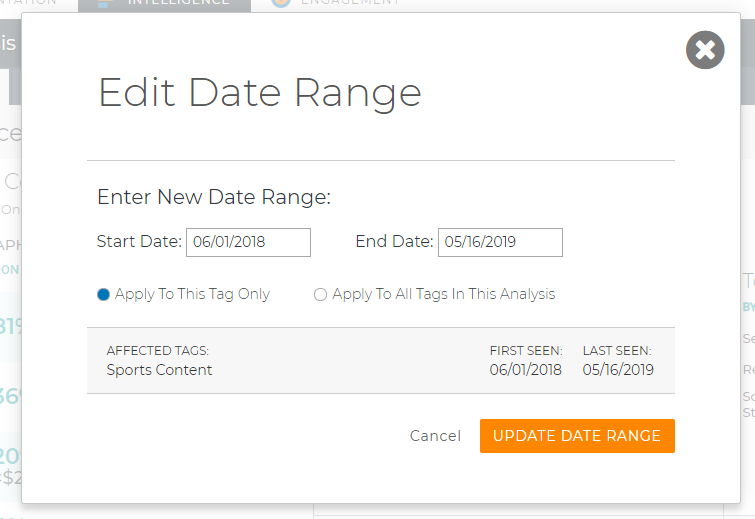 INTELLIGENCE
ENGAGEMENT
is
Edit Date Range
Enter New Date Range:
Start Date: 06/01/2018 End Date: 05/16/2019
Apply To This Tag Only Apply To All Tags In This Analysis
AFFECTED TAGS: FIRST SEEN: LAST SEEN:
Sports Content 06/01/2018 05/16/2019
Cancel UPDATE DATE RANGE